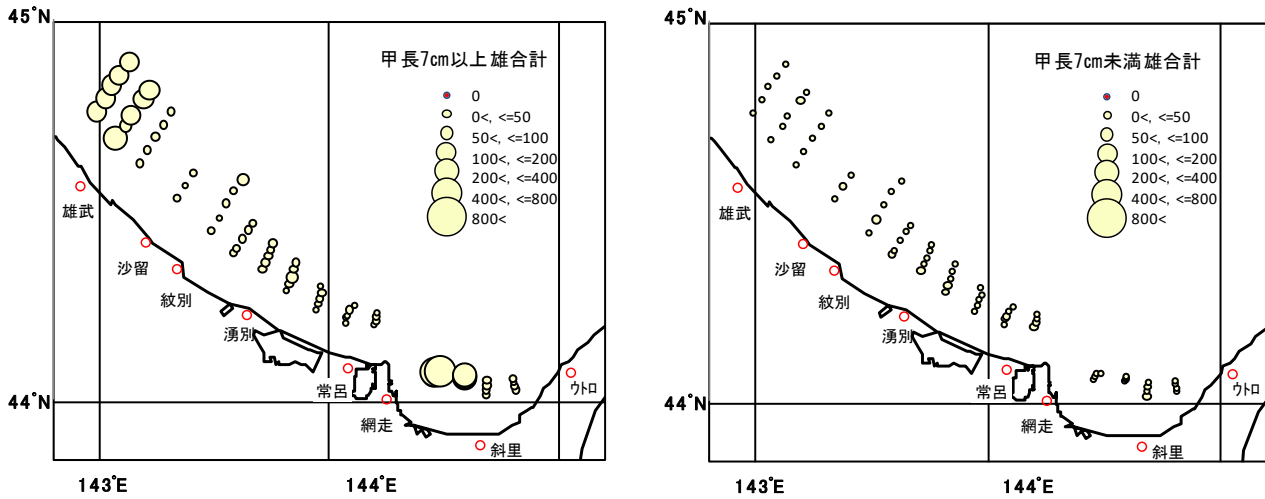 45°N
甲長7cm以上雄合計
0
0<, <=50
50<, <=100
100<, <=200
200<, <=400
400<, <=800
800<
雄武
沙留
紋別
湧別
常呂
網走
斜里
ウトロ
44°N
143°E
144°E
45°N
甲長7cm未満雄合計
0
0<, <=50
50<, <=100
100<, <=200
200<, <=400
400<, <=800
800<
雄武
沙留
紋別
湧別
常呂
網走
斜里
ウトロ
44°N
143°E
144°E